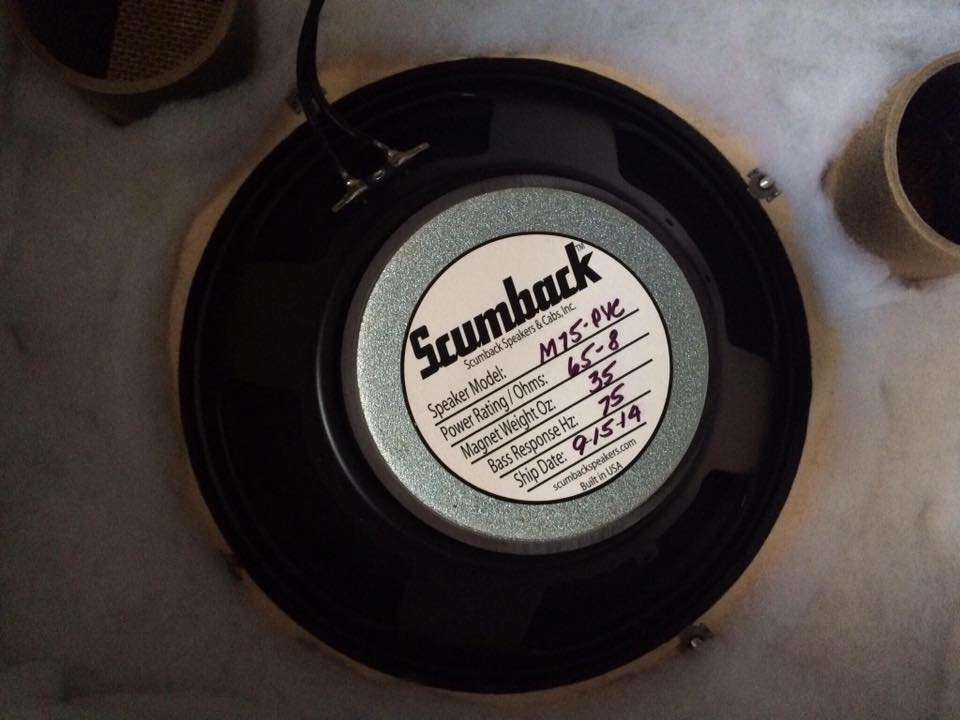 Scumback™
Scumback Speakers & Cabs, Inc.
Speaker Model: M75-PVC
Power Rating / Ohms: 65-8
Magnet Weight Oz: 35
Bass Response Hz: 75
Ship Date: 9-15-14
scumbackspeakers.com
Built in USA